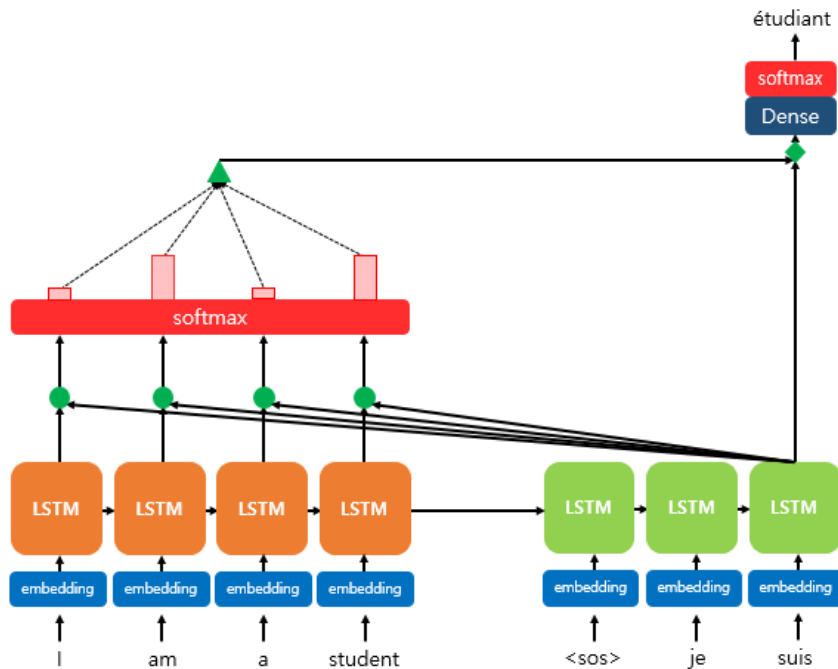 étudiant
softmax
Dense
softmax
LSTM LSTM LSTM LSTM LSTM LSTM LSTM
embedding embedding embedding embedding embedding embedding embedding
I am a student <sos> je suis